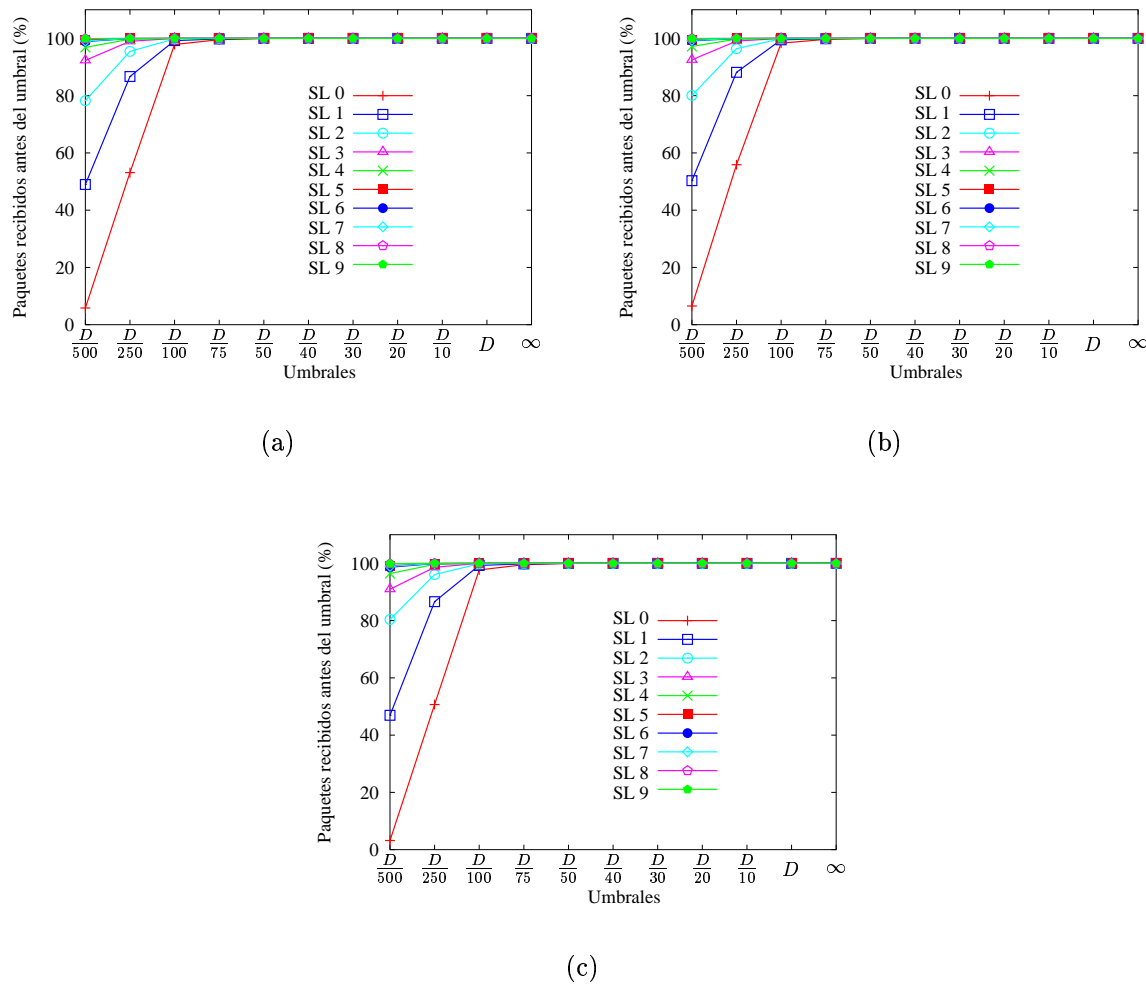 Paquetes recibidos antes del umbral (%)
100
80
60
40
20
0
SL 0
SL 1
SL 2
SL 3
SL 4
SL 5
SL 6
SL 7
SL 8
SL 9
D/500 D/250 D/100 D/75 D/50 D/40 D/30 D/20 D/10 D ∞
Umbrales
(a)
Paquetes recibidos antes del umbral (%)
100
80
60
40
20
0
SL 0
SL 1
SL 2
SL 3
SL 4
SL 5
SL 6
SL 7
SL 8
SL 9
D/500 D/250 D/100 D/75 D/50 D/40 D/30 D/20 D/10 D ∞
Umbrales
(b)
Paquetes recibidos antes del umbral (%)
100
80
60
40
20
0
SL 0
SL 1
SL 2
SL 3
SL 4
SL 5
SL 6
SL 7
SL 8
SL 9
D/500 D/250 D/100 D/75 D/50 D/40 D/30 D/20 D/10 D ∞
Umbrales
(c)